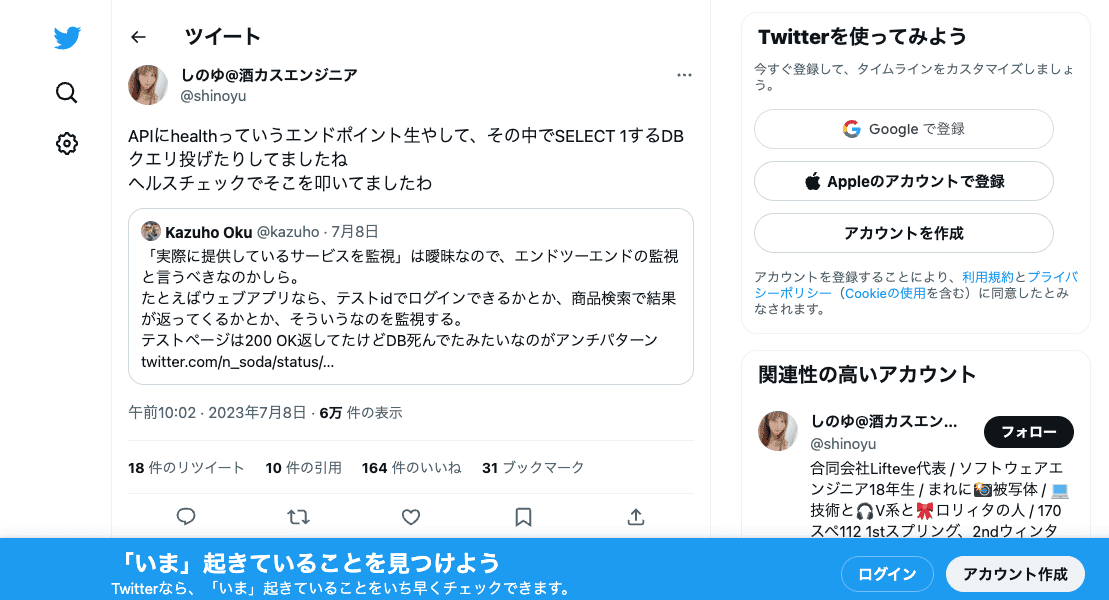 ツイート
しのゆ@酒カスエンジニア
@shinoyu
APIにhealthっていうエンドポイント生やして、その中でSELECT 1するDB
クエリ投げたりしてましたね
ヘルスチェックでそこを叩いてましたわ
Kazuho Oku @kazuho · 7月8日
「実際に提供しているサービスを監視」は曖昧なので、エンドツーエンドの監視
と言うべきなのかしら。
たとえばウェブアプリなら、テストidでログインできるかとか、商品検索で結果
が返ってくるかとか、そういうなのを監視する。
テストページは200 OK返してたけどDB死んでたみたいなのがアンチパターン
twitter.com/n_soda/status/...
午前10:02 · 2023年7月8日 · 6万 件の表示
18 件のリツイート 10 件の引用 164 件のいいね 31 ブックマーク
Twitterを使ってみよう
今すぐ登録して、タイムラインをカスタマイズしましょ
う。
Google で登録
Appleのアカウントで登録
アカウントを作成
アカウントを登録することにより、利用規約とプライバ
シーポリシー（Cookieの使用を含む）に同意したとみ
なされます。
関連性の高いアカウント
しのゆ@酒カスエン...
@shinoyu
フォロー
合同会社Lifteve代表 / ソフトウェアエ
ンジニア18年生 / まれに📸被写体 / 💻
技術と🎧V系と🎀ロリィタの人 / 170
スペ112 1stスプリング、2ndウィンタ
「いま」起きていることを見つけよう
Twitterなら、「いま」起きていることをいち早くチェックできます。
ログイン
アカウント作成